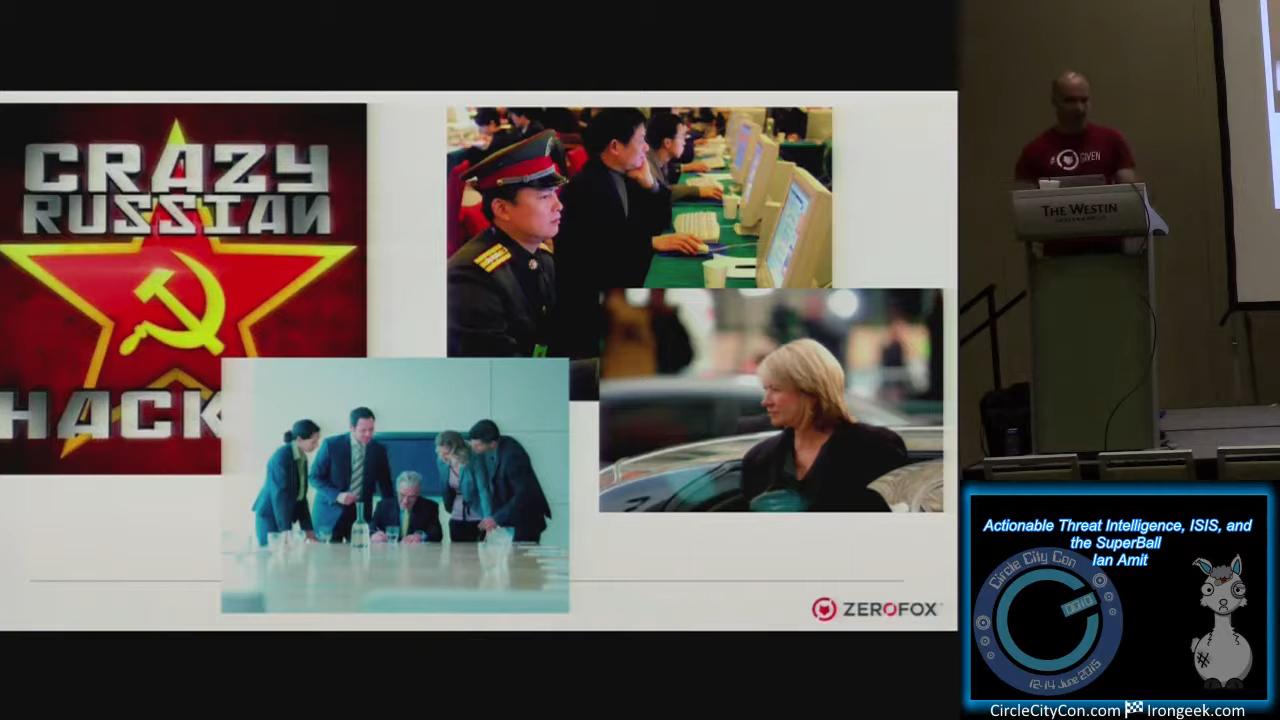 CRAZY
RUSSIAN
HACK
ZEROFOX
GIVEN
THE WESTIN
Actionable Threat Intelligence, ISIS, and
the SuperBall
Ian Amit
Circle City Con
12-14 June 2015
CircleCityCon.com Irongeek.com